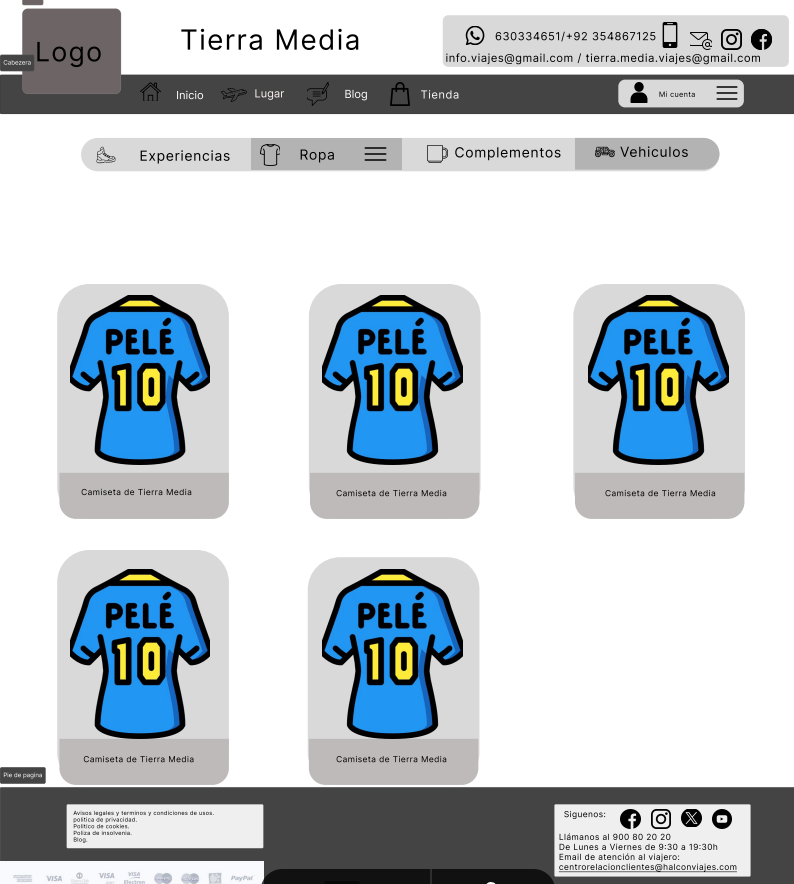 Cabezera
Logo
Tierra Media
630334651/+92 354867125
info.viajes@gmail.com / tierra.media.viajes@gmail.com
Inicio
Lugar
Blog
Tienda
Mi cuenta
Experiencias
Ropa
Complementos
Vehiculos
PELÉ
10
Camiseta de Tierra Media
PELÉ
10
Camiseta de Tierra Media
PELÉ
10
Camiseta de Tierra Media
PELÉ
10
Camiseta de Tierra Media
PELÉ
10
Camiseta de Tierra Media
Pie de pagina
Avisos legales y terminos y condiciones de usos.
politica de privacidad.
Politico de cookies.
Poliza de insolvenia.
Blog.
Siguenos:
Llámanos al 900 80 20 20
De Lunes a Viernes de 9:30 a 19:30h
Email de atención al viajero:
centrorelacionclientes@halconviajes.com
VISA
VISA
VISA
Electron
PayPal